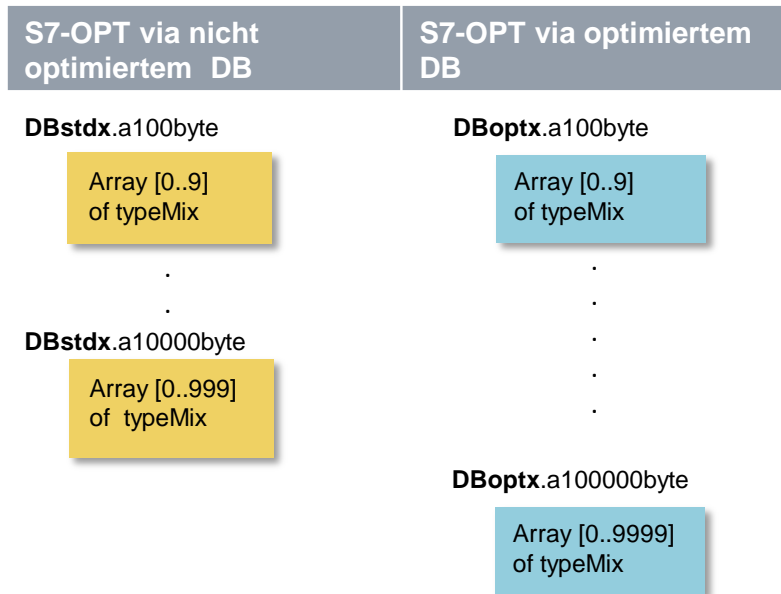 S7-OPT via nicht
optimiertem DB
S7-OPT via optimiertem
DB
DBstdx.a100byte
Array [0..9]
of typeMix
.
.
DBstdx.a10000byte
Array [0..999]
of typeMix
DBoptx.a100byte
Array [0..9]
of typeMix
.
.
.
.
.
DBoptx.a100000byte
Array [0..9999]
of typeMix